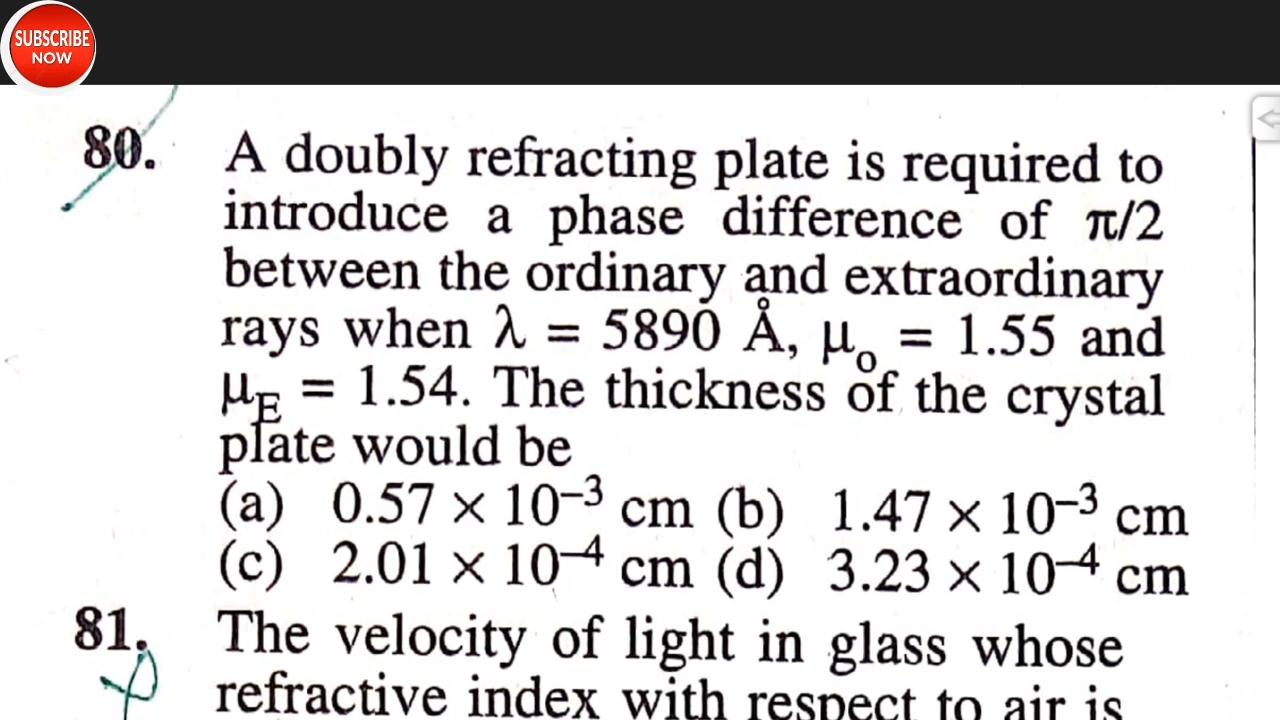 SUBSCRIBE
NOW
80. A doubly refracting plate is required to
introduce a phase difference of π/2
between the ordinary and extraordinary
rays when λ = 5890 Å, μₒ = 1.55 and
μE = 1.54. The thickness of the crystal
plate would be
(a) 0.57 × 10⁻³ cm (b) 1.47 × 10⁻³ cm
(c) 2.01 × 10⁻⁴ cm (d) 3.23 × 10⁻⁴ cm
81. The velocity of light in glass whose
refractive index with respect to air is